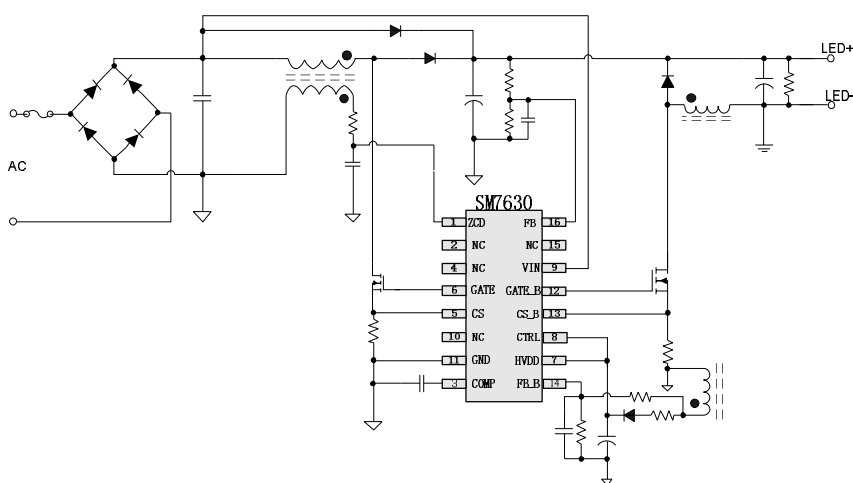 LED+
LED-
AC
SM7630
1 ZCD FB 16
2 NC NC 15
4 NC VIN 9
6 GATE GATE_B 12
5 CS CS_B 13
10 NC CTRL 8
11 GND HVDD 7
3 COMP FB_B 14